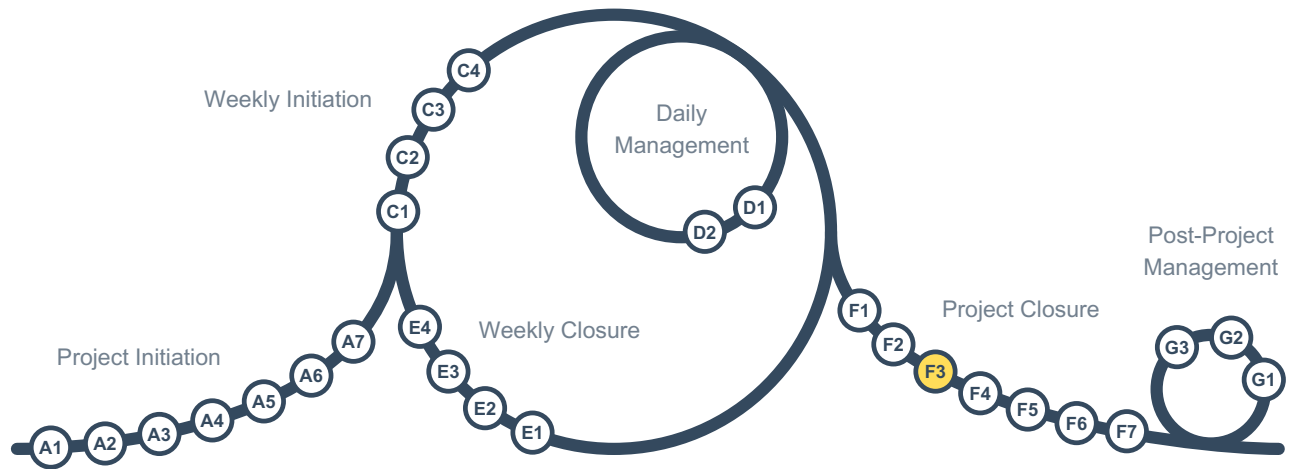 Project Initiation
A1
A2
A3
A4
A5
A6
A7
Weekly Initiation
C1
C2
C3
C4
Daily
Management
D1
D2
Weekly Closure
E1
E2
E3
E4
Project Closure
F1
F2
F3
F4
F5
F6
F7
Post-Project
Management
G1
G2
G3